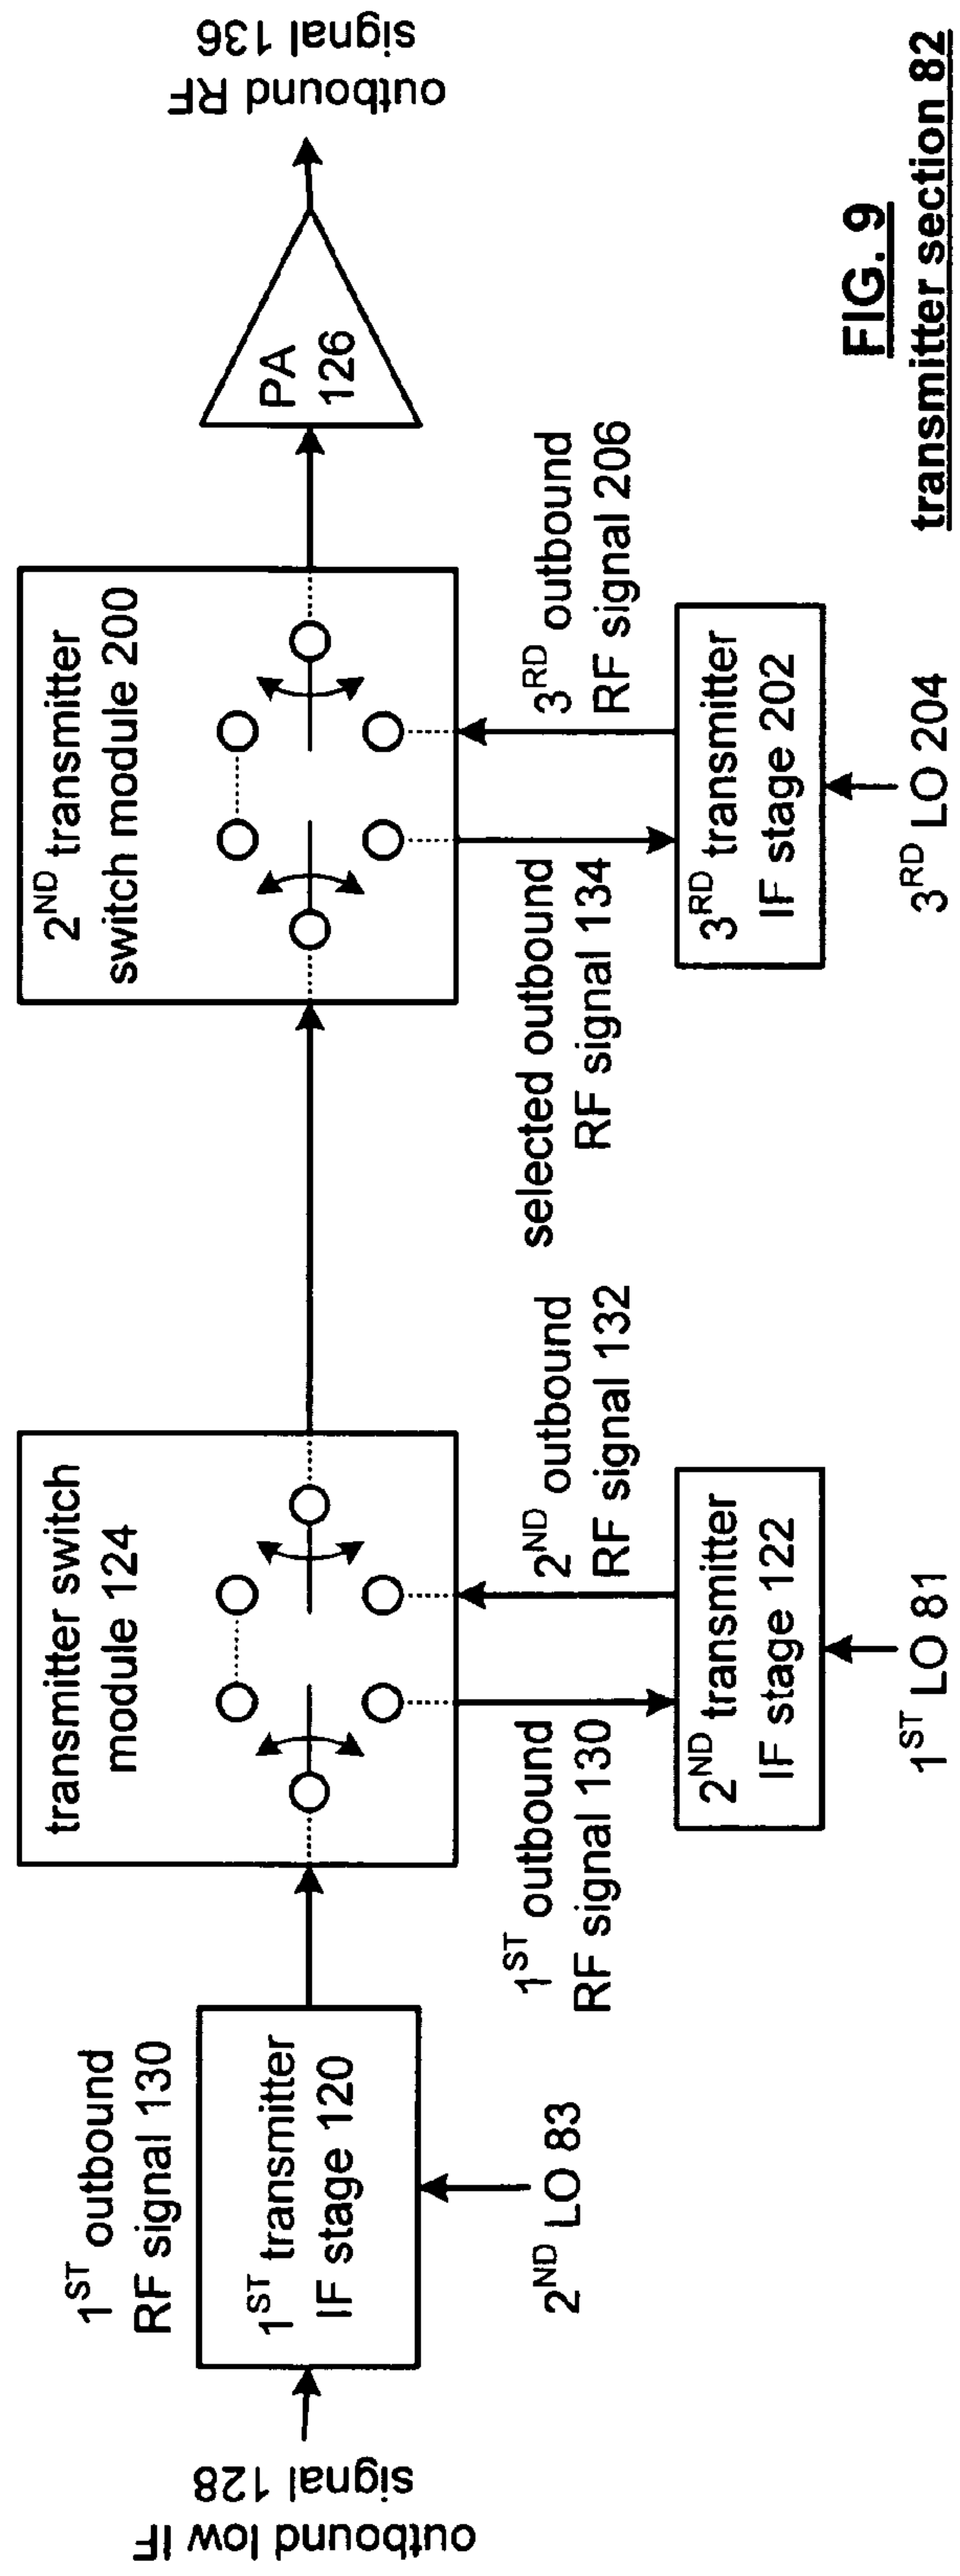 outbound low IF
signal 128
1ST outbound
RF signal 130
1ST transmitter
IF stage 120
2ND LO 83
transmitter switch
module 124
1ST outbound
RF signal 130
2ND outbound
RF signal 132
2ND transmitter
IF stage 122
1ST LO 81
2ND transmitter
switch module 200
selected outbound
RF signal 134
3RD outbound
RF signal 206
3RD transmitter
IF stage 202
3RD LO 204
PA
126
outbound RF
signal 136
FIG. 9
transmitter section 82